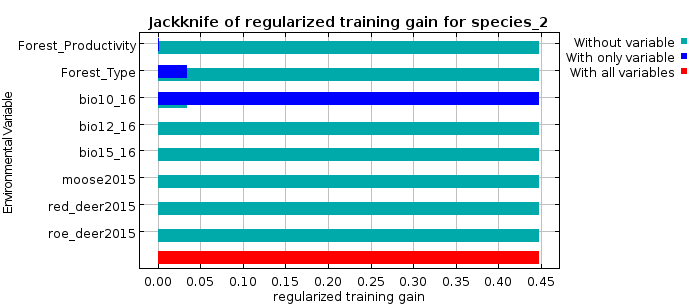 Jackknife of regularized training gain for species_2
Without variable
With only variable
With all variables
Environmental Variable
Forest_Productivity
Forest_Type
bio10_16
bio12_16
bio15_16
moose2015
red_deer2015
roe_deer2015
0.00 0.05 0.10 0.15 0.20 0.25 0.30 0.35 0.40 0.45
regularized training gain